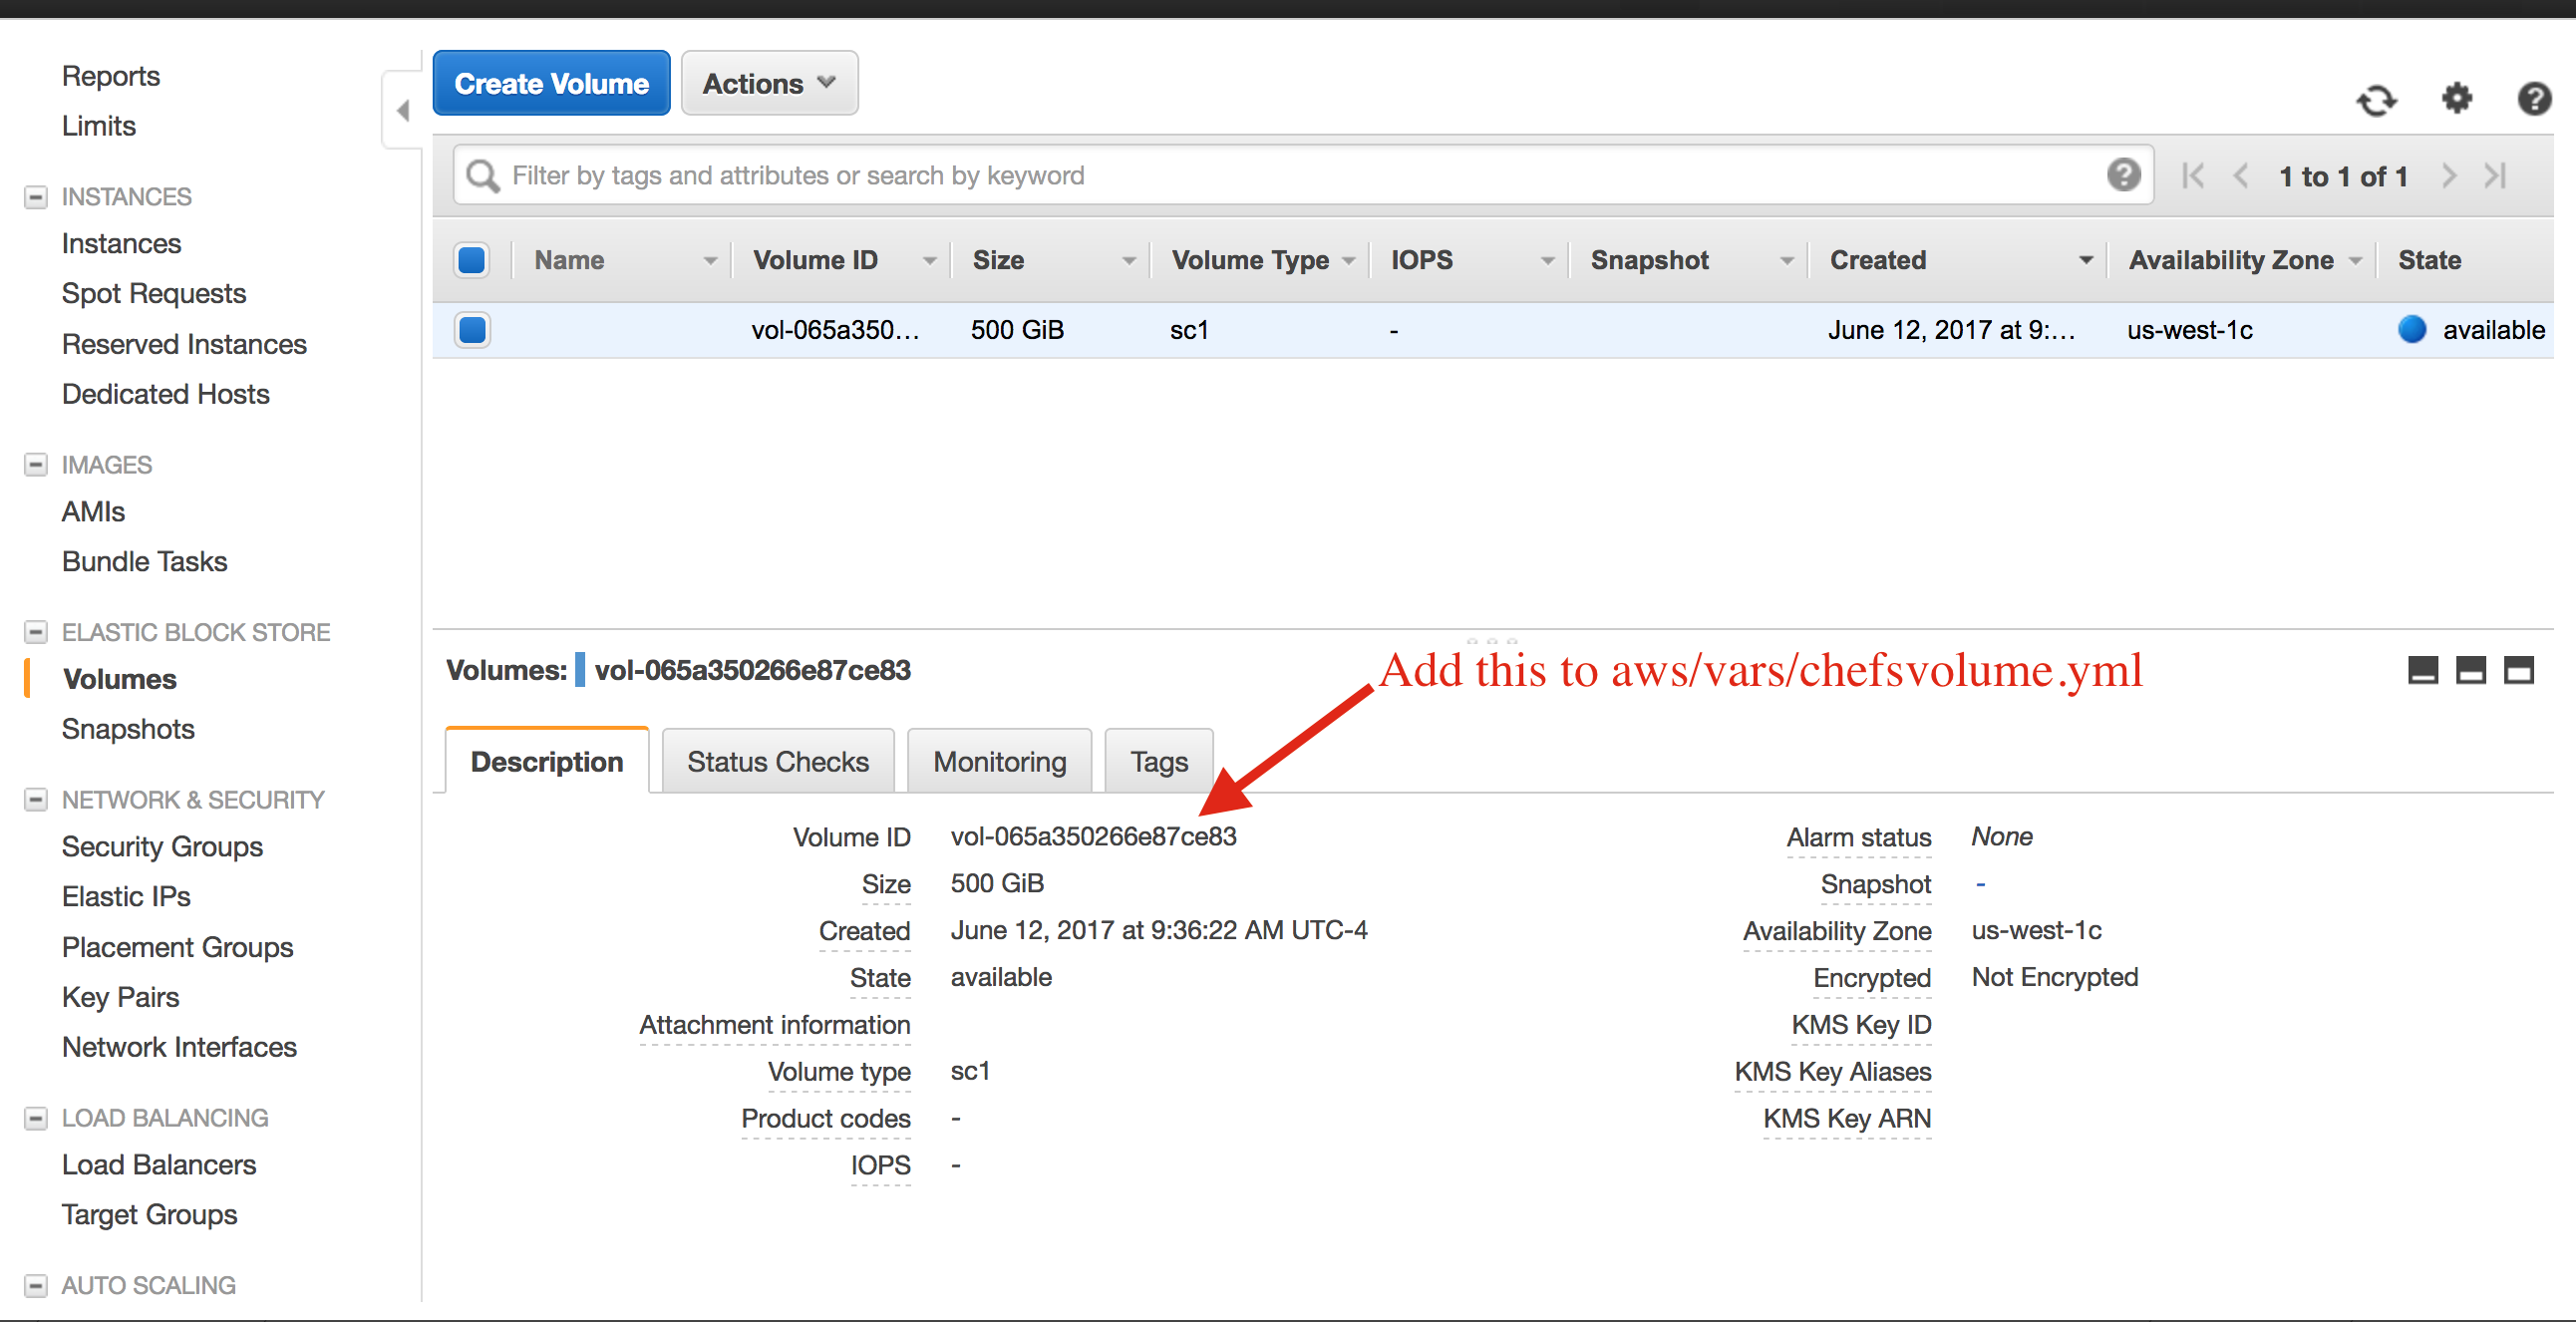 Reports
Limits
INSTANCES
Instances
Spot Requests
Reserved Instances
Dedicated Hosts
IMAGES
AMIs
Bundle Tasks
ELASTIC BLOCK STORE
Volumes
Snapshots
NETWORK & SECURITY
Security Groups
Elastic IPs
Placement Groups
Key Pairs
Network Interfaces
LOAD BALANCING
Load Balancers
Target Groups
AUTO SCALING
Create Volume Actions
Filter by tags and attributes or search by keyword 1 to 1 of 1
Name Volume ID Size Volume Type IOPS Snapshot Created Availability Zone State
vol-065a350... 500 GiB sc1 - June 12, 2017 at 9:... us-west-1c available
Volumes: vol-065a350266e87ce83
Add this to aws/vars/chefsvolume.yml
Description Status Checks Monitoring Tags
Volume ID vol-065a350266e87ce83
Size 500 GiB
Created June 12, 2017 at 9:36:22 AM UTC-4
State available
Attachment information
Volume type sc1
Product codes -
IOPS -
Alarm status None
Snapshot -
Availability Zone us-west-1c
Encrypted Not Encrypted
KMS Key ID
KMS Key Aliases
KMS Key ARN